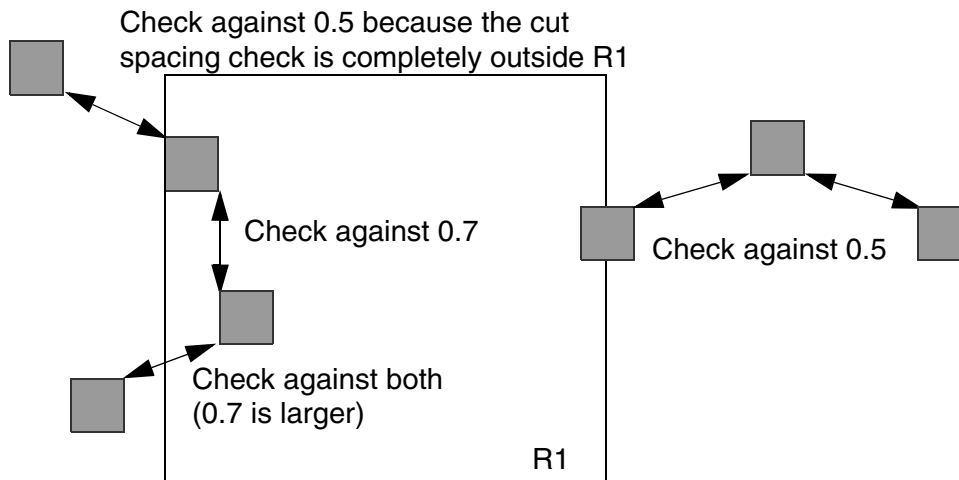 Check against 0.5 because the cut
spacing check is completely outside R1
Check against 0.7
Check against 0.5
Check against both
(0.7 is larger)
R1